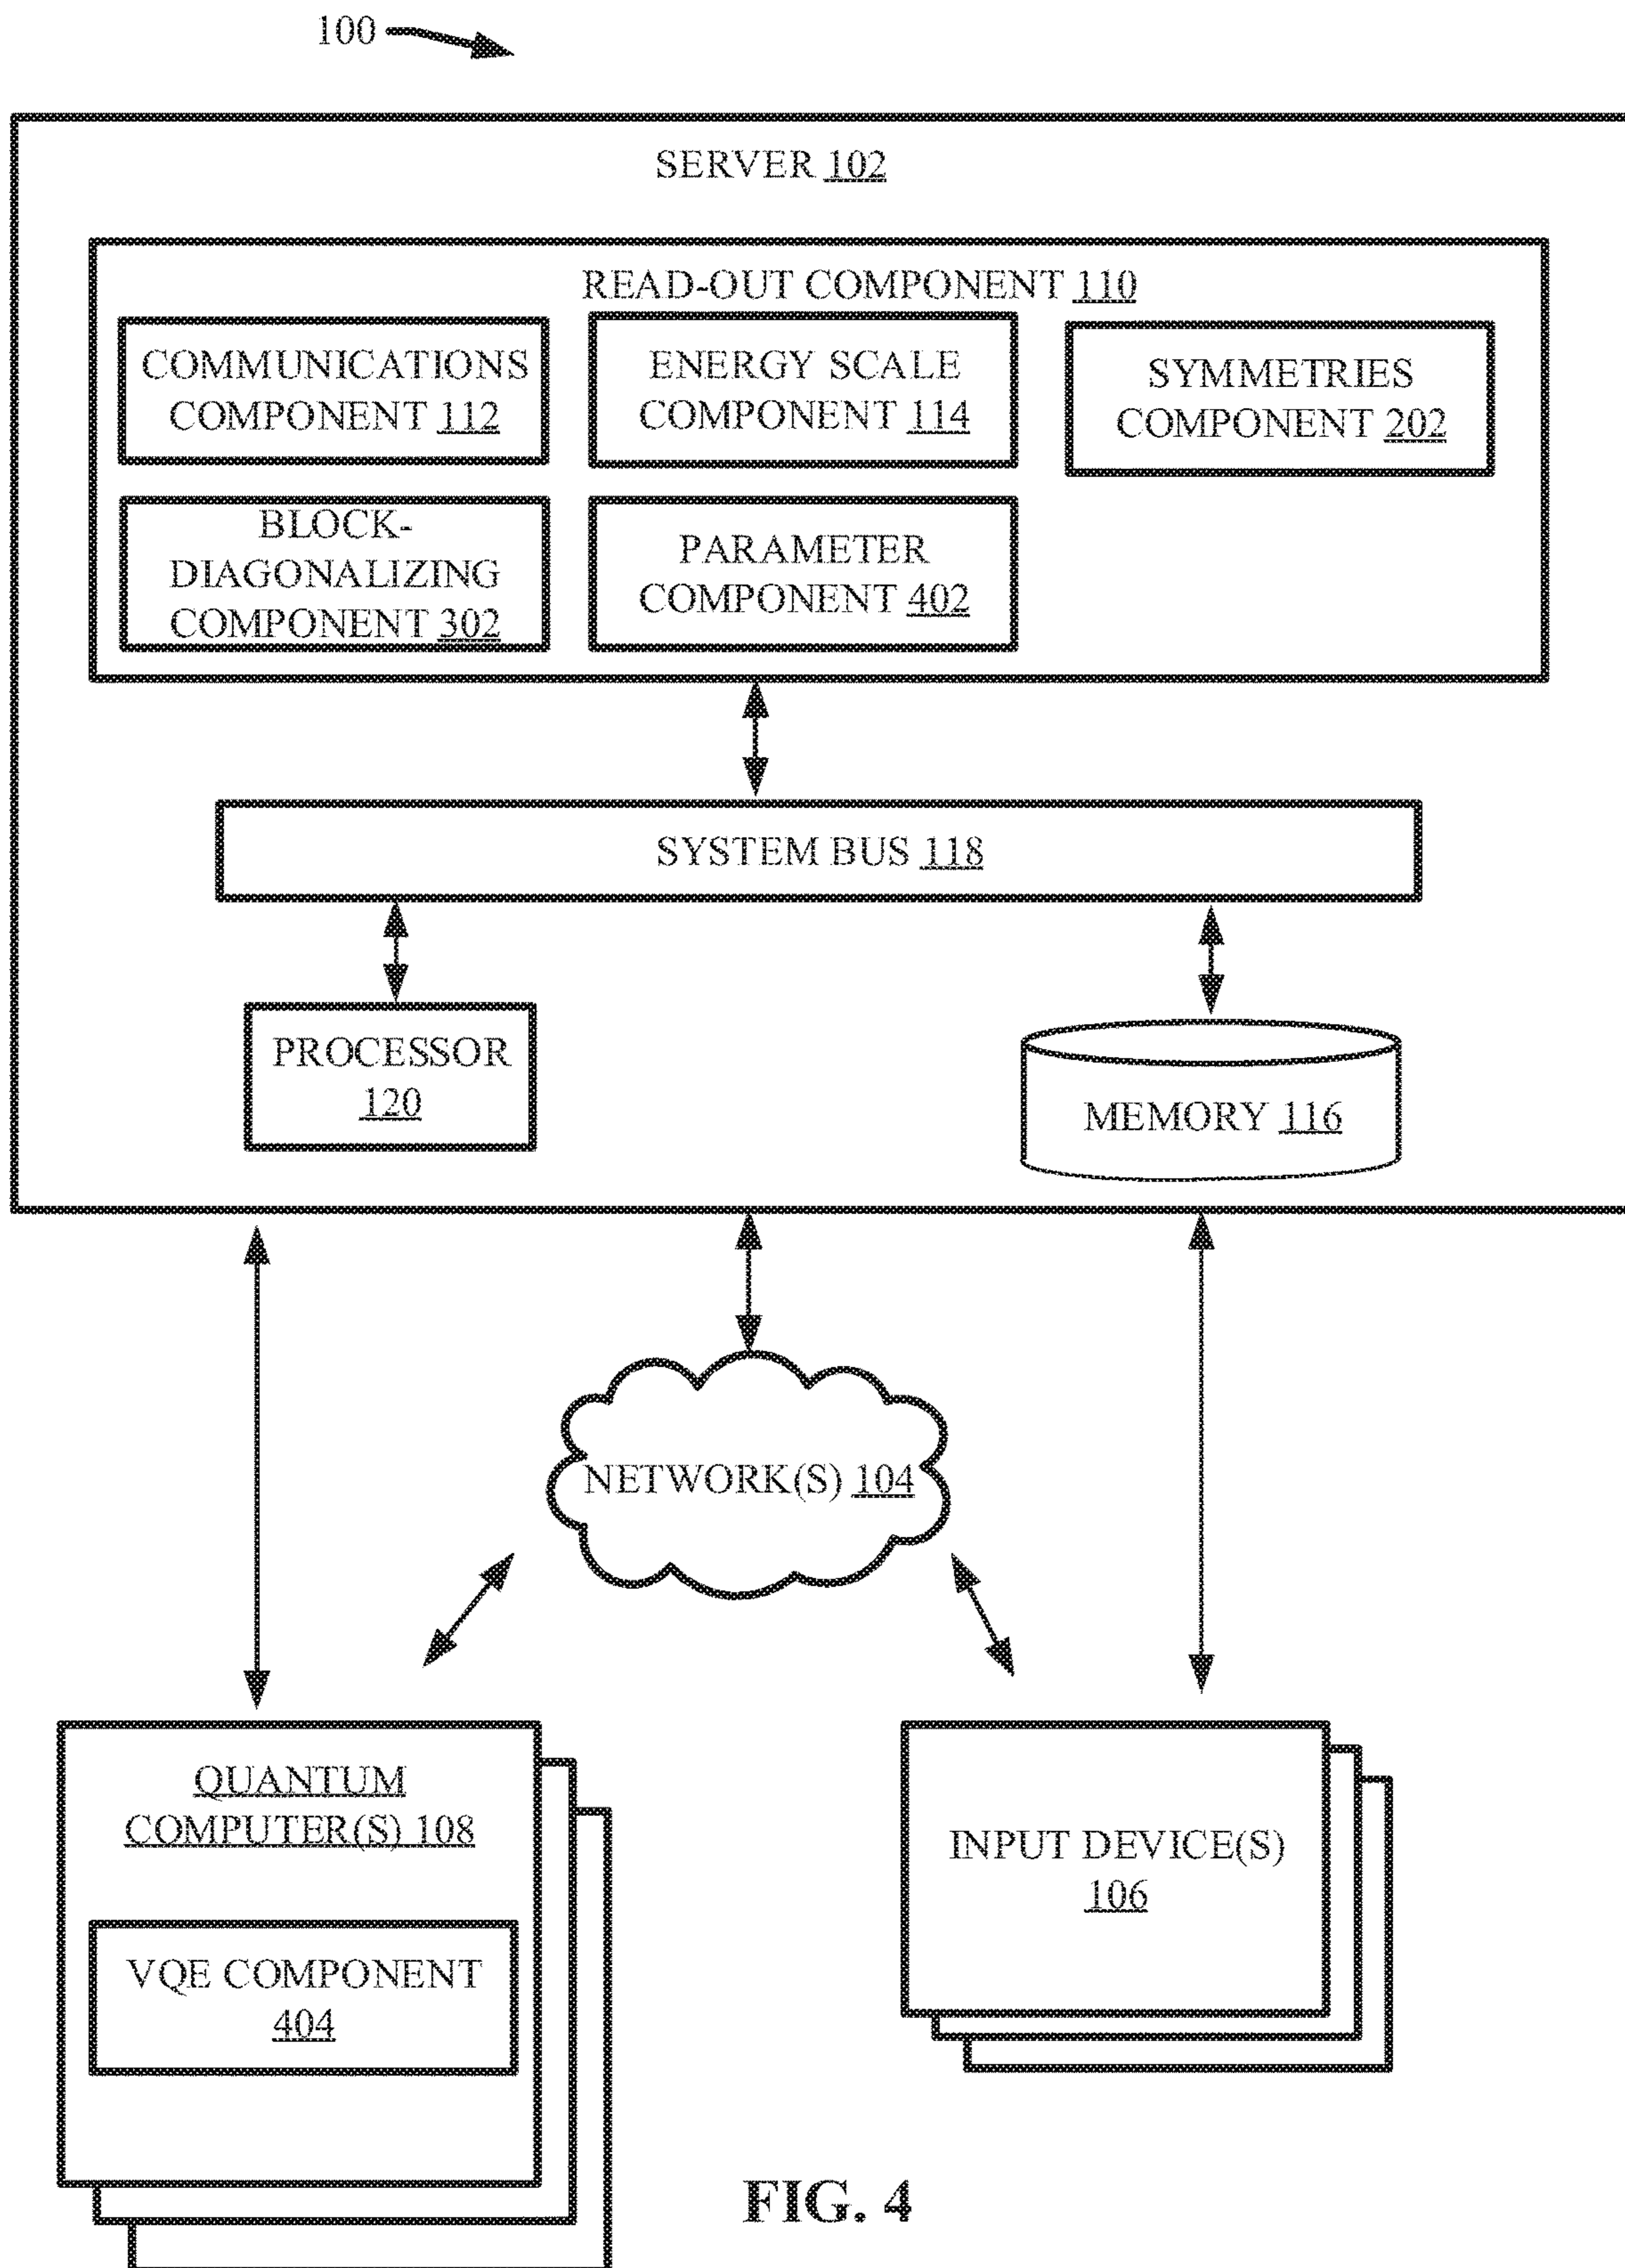 100
SERVER 102
READ-OUT COMPONENT 110
COMMUNICATIONS
COMPONENT 112
ENERGY SCALE
COMPONENT 114
SYMMETRIES
COMPONENT 202
BLOCK-
DIAGONALIZING
COMPONENT 302
PARAMETER
COMPONENT 402
SYSTEM BUS 118
PROCESSOR
120
MEMORY 116
NETWORK(S) 104
QUANTUM
COMPUTER(S) 108
VQE COMPONENT
404
INPUT DEVICE(S)
106
FIG. 4